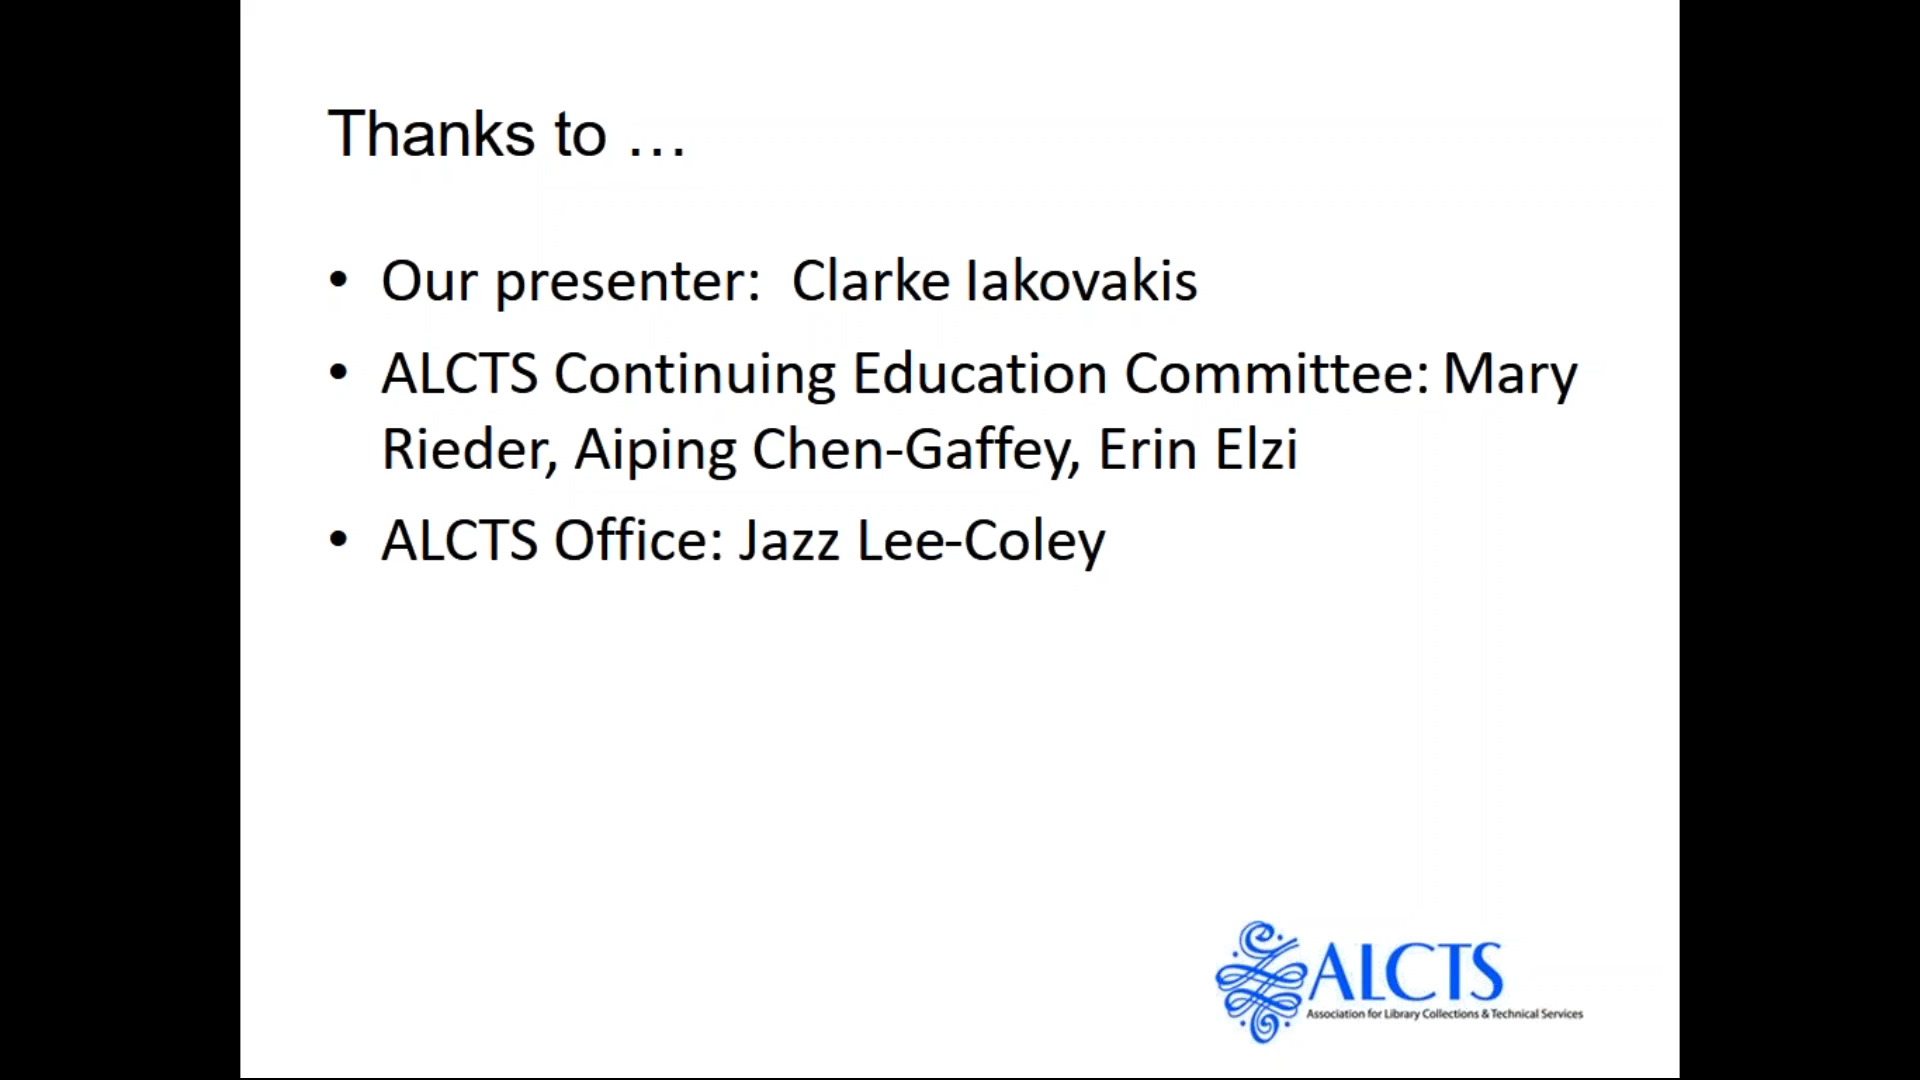 Thanks to …
• Our presenter:  Clarke Iakovakis
• ALCTS Continuing Education Committee: Mary
Rieder, Aiping Chen-Gaffey, Erin Elzi
• ALCTS Office: Jazz Lee-Coley
ALCTS
Association for Library Collections & Technical Services